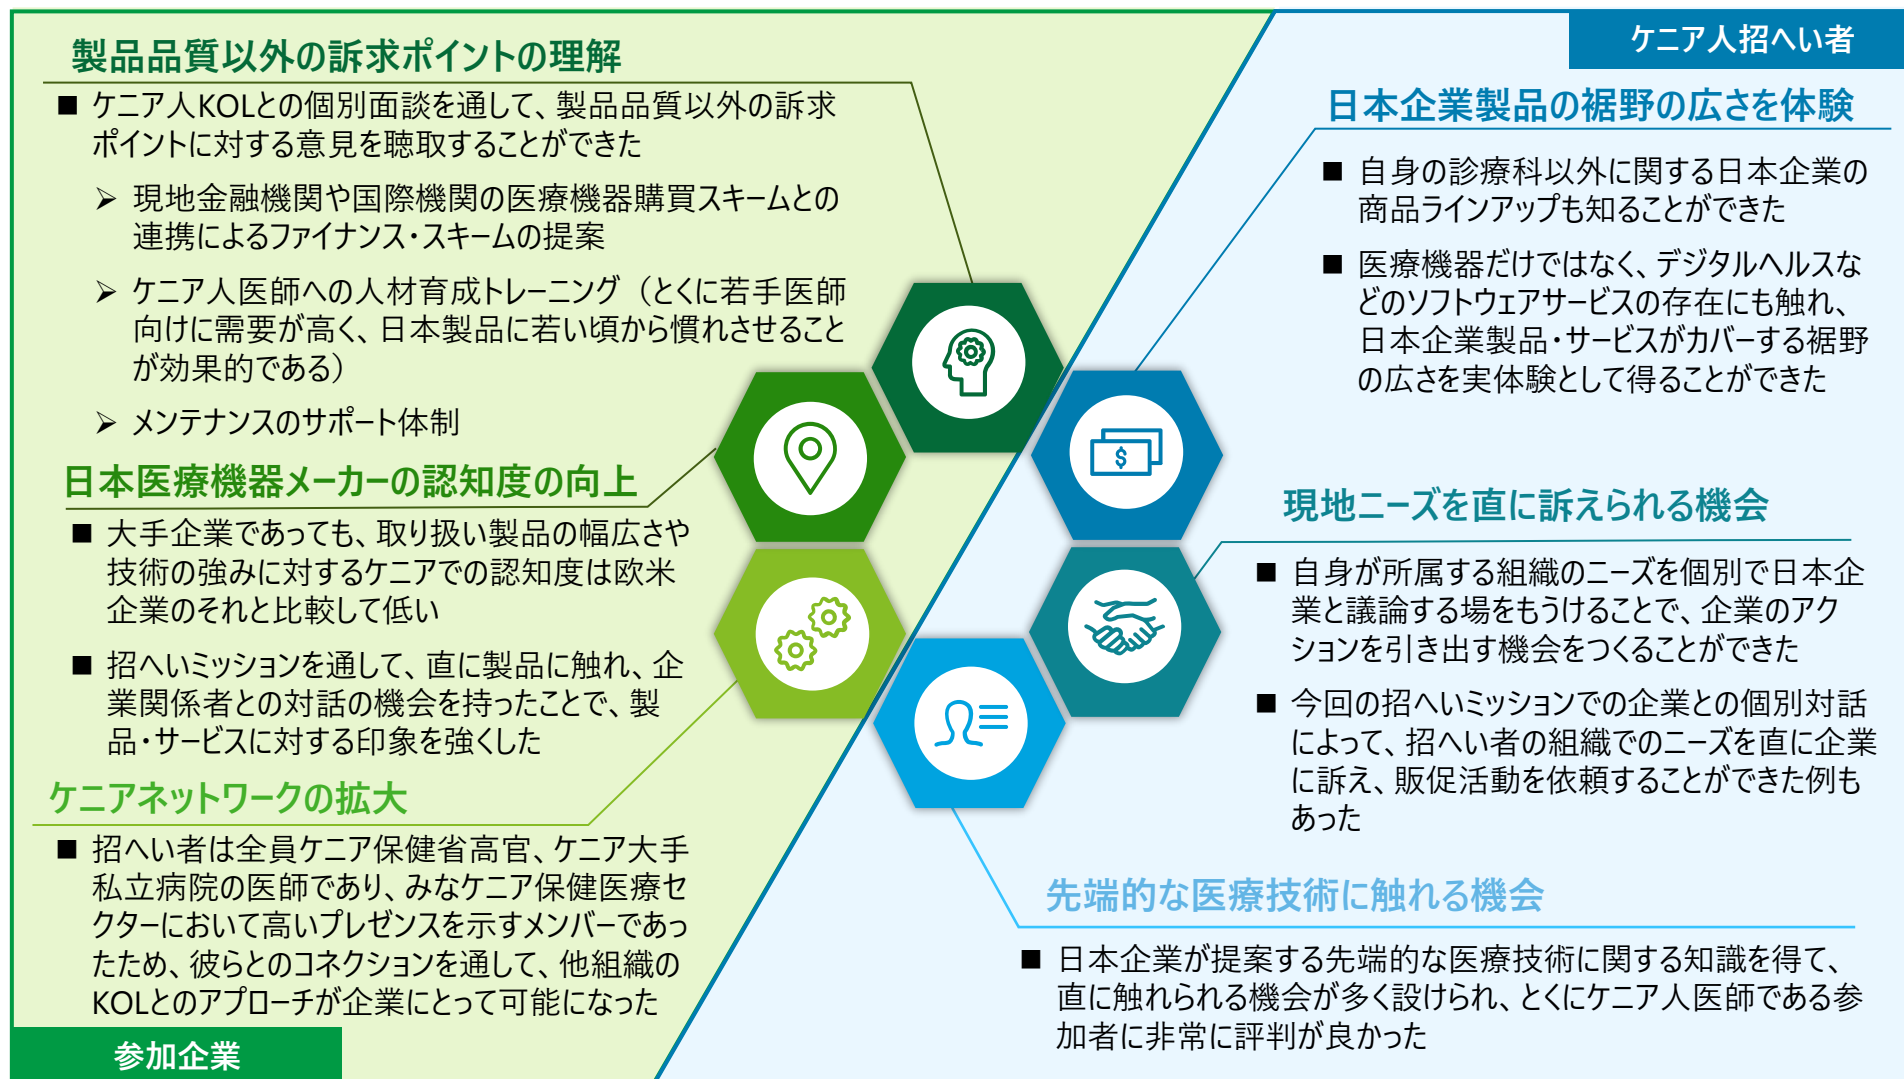 製品品質以外の訴求ポイントの理解
■ ケニア人KOLとの個別面談を通して、製品品質以外の訴求
ポイントに対する意見を聴取することができた
➢ 現地金融機関や国際機関の医療機器購買スキームとの
連携によるファイナンス・スキームの提案
➢ ケニア人医師への人材育成トレーニング（とくに若手医師
向けに需要が高く、日本製品に若い頃から慣れさせること
が効果的である）
➢ メンテナンスのサポート体制
日本医療機器メーカーの認知度の向上
■ 大手企業であっても、取り扱い製品の幅広さや
技術の強みに対するケニアでの認知度は欧米
企業のそれと比較して低い
■ 招へいミッションを通して、直に製品に触れ、企
業関係者との対話の機会を持ったことで、製
品・サービスに対する印象を強くした
ケニアネットワークの拡大
■ 招へい者は全員ケニア保健省高官、ケニア大手
私立病院の医師であり、みなケニア保健医療セ
クターにおいて高いプレゼンスを示すメンバーであっ
たため、彼らとのコネクションを通して、他組織の
KOLとのアプローチが企業にとって可能になった
参加企業
ケニア人招へい者
日本企業製品の裾野の広さを体験
■ 自身の診療科以外に関する日本企業の
商品ラインアップも知ることができた
■ 医療機器だけではなく、デジタルヘルスな
どのソフトウェアサービスの存在にも触れ、
日本企業製品・サービスがカバーする裾野
の広さを実体験として得ることができた
$
現地ニーズを直に訴えられる機会
■ 自身が所属する組織のニーズを個別で日本企
業と議論する場をもうけることで、企業のアク
ションを引き出す機会をつくることができた
■ 今回の招へいミッションでの企業との個別対話
によって、招へい者の組織でのニーズを直に企業
に訴え、販促活動を依頼することができた例も
あった
先端的な医療技術に触れる機会
■ 日本企業が提案する先端的な医療技術に関する知識を得て、
直に触れられる機会が多く設けられ、とくにケニア人医師である参
加者に非常に評判が良かった